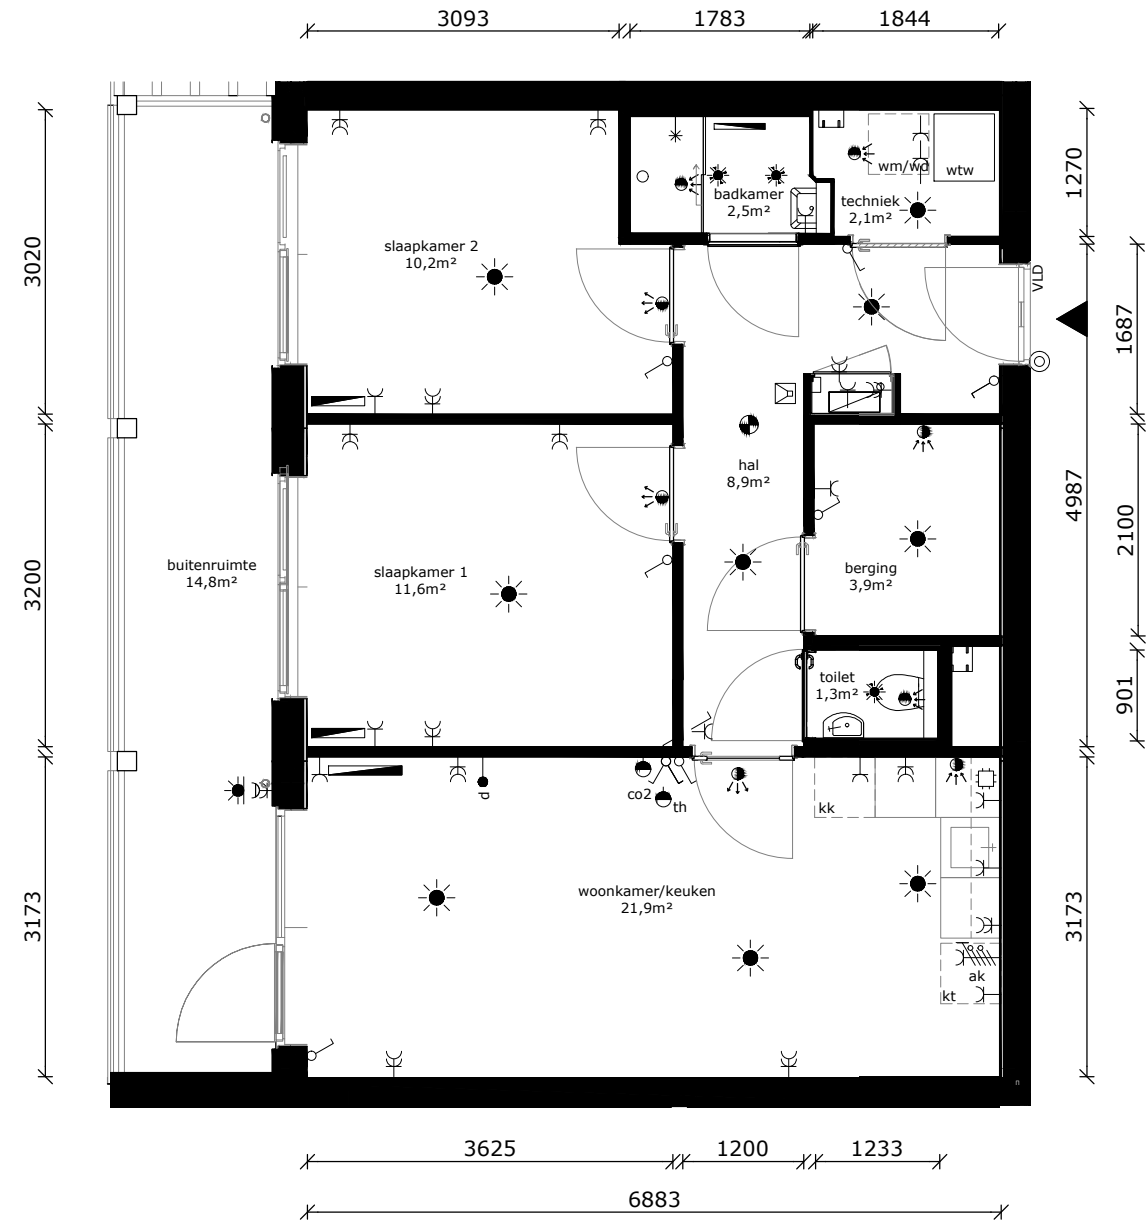 3093
1783
1844
3020
3200
3173
slaapkamer 2
10,2m²
badkamer
2,5m²
wm/wd
wtw
techniek
2,1m²
VLD
1270
1687
4987
2100
901
3173
hal
8,9m²
buitenruimte
14,8m²
slaapkamer 1
11,6m²
berging
3,9m²
toilet
1,3m²
d
co2
th
kk
woonkamer/keuken
21,9m²
ak
kt
3625
1200
1233
6883